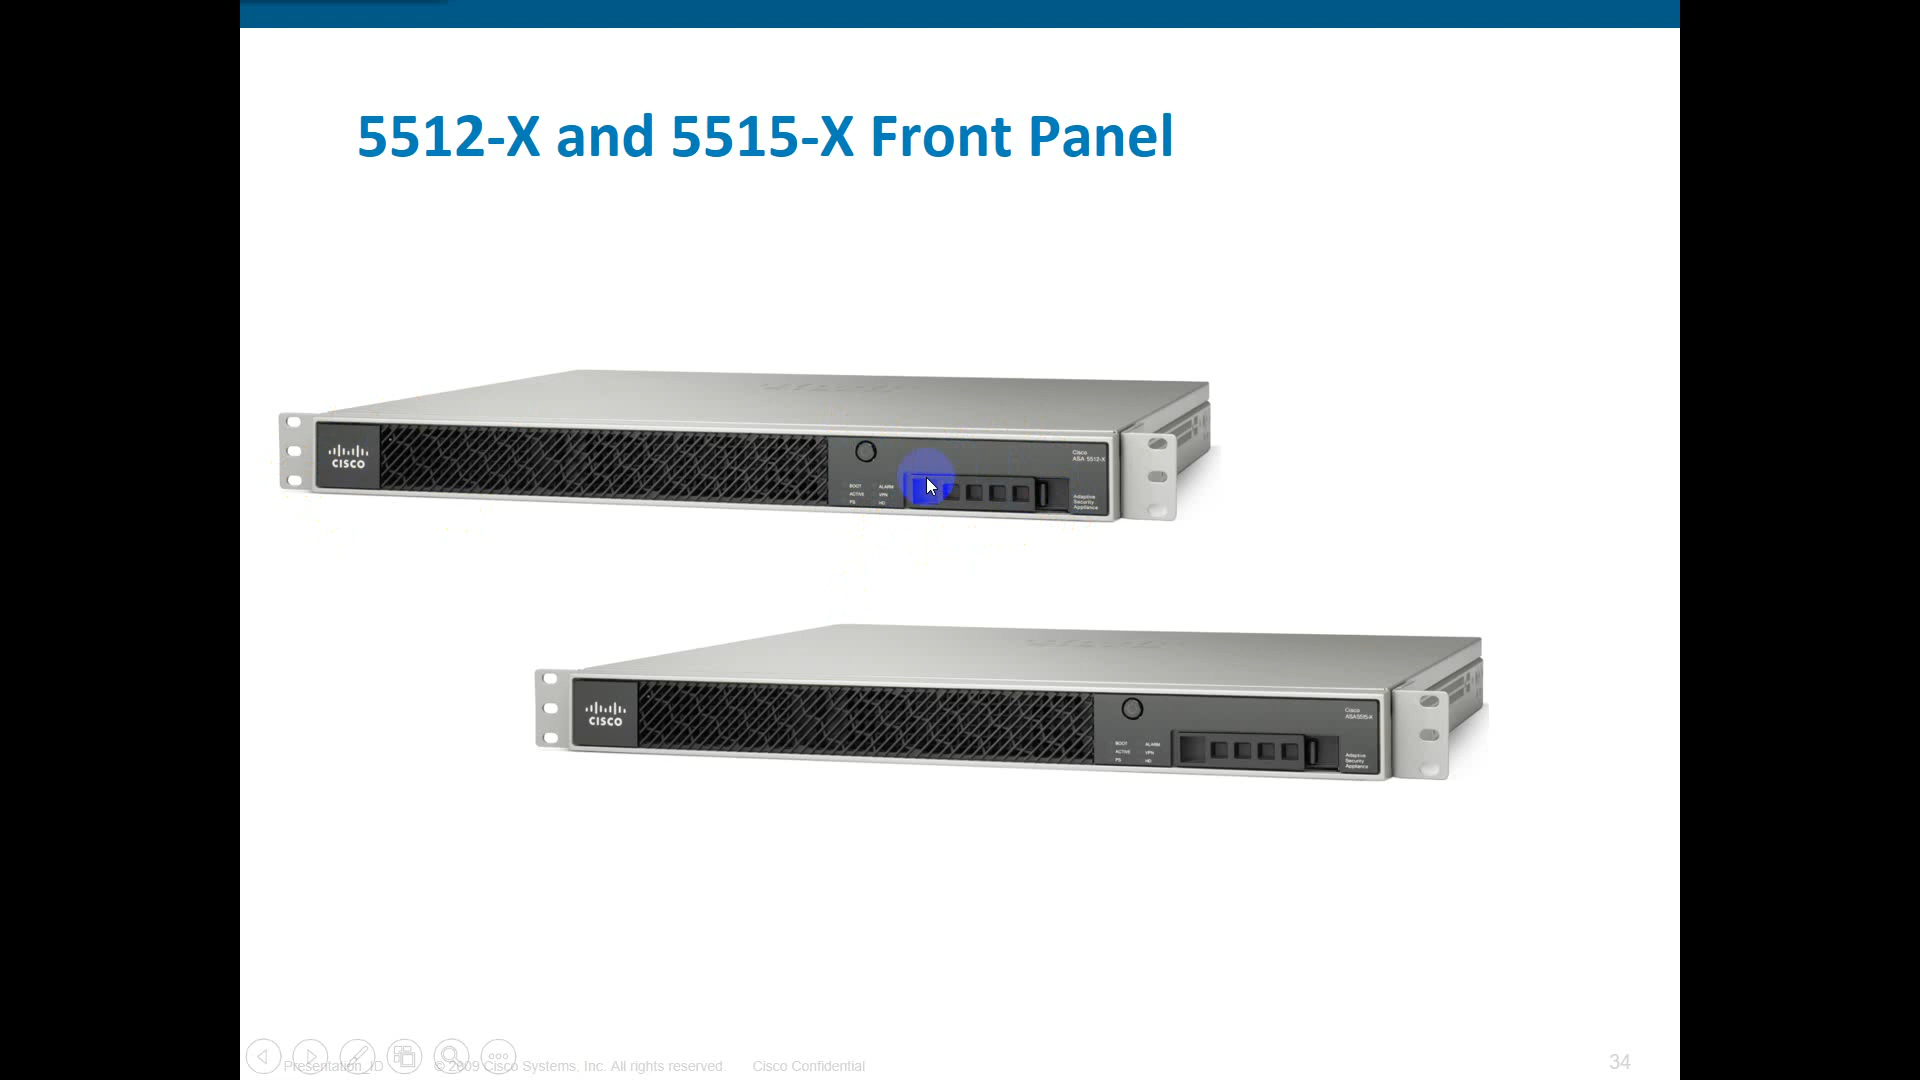 5512-X and 5515-X Front Panel
CISCO
Cisco
ASA 5512-X
BOOT ALARM
ACTIVE VPN
PS HD
Adaptive
Security
Appliance
CISCO
Cisco
ASA5515-X
BOOT ALARM
ACTIVE VPN
PS HD
Adaptive
Security
Appliance
Presentation_ID © 2009 Cisco Systems, Inc. All rights reserved. Cisco Confidential 34